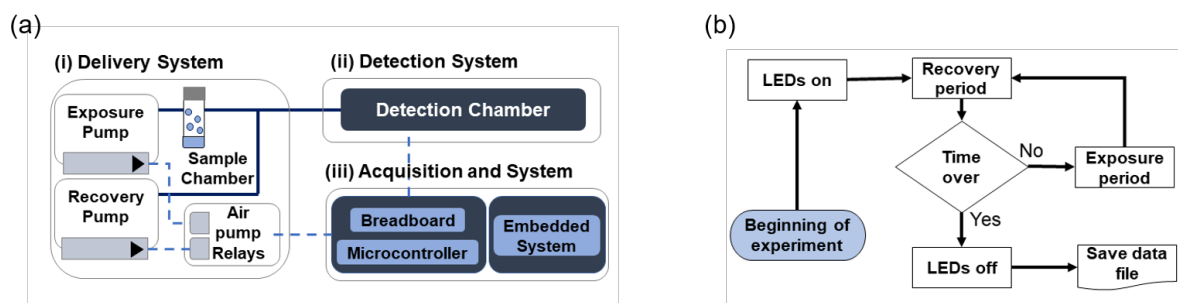 (a)
(i) Delivery System
Exposure
Pump
Sample
Chamber
Recovery
Pump
Air
pump
Relays
(ii) Detection System
Detection Chamber
(iii) Acquisition and System
Breadboard
Microcontroller
Embedded
System
(b)
LEDs on
Recovery
period
Time
over
No
Exposure
period
Yes
Beginning of
experiment
LEDs off
Save data
file